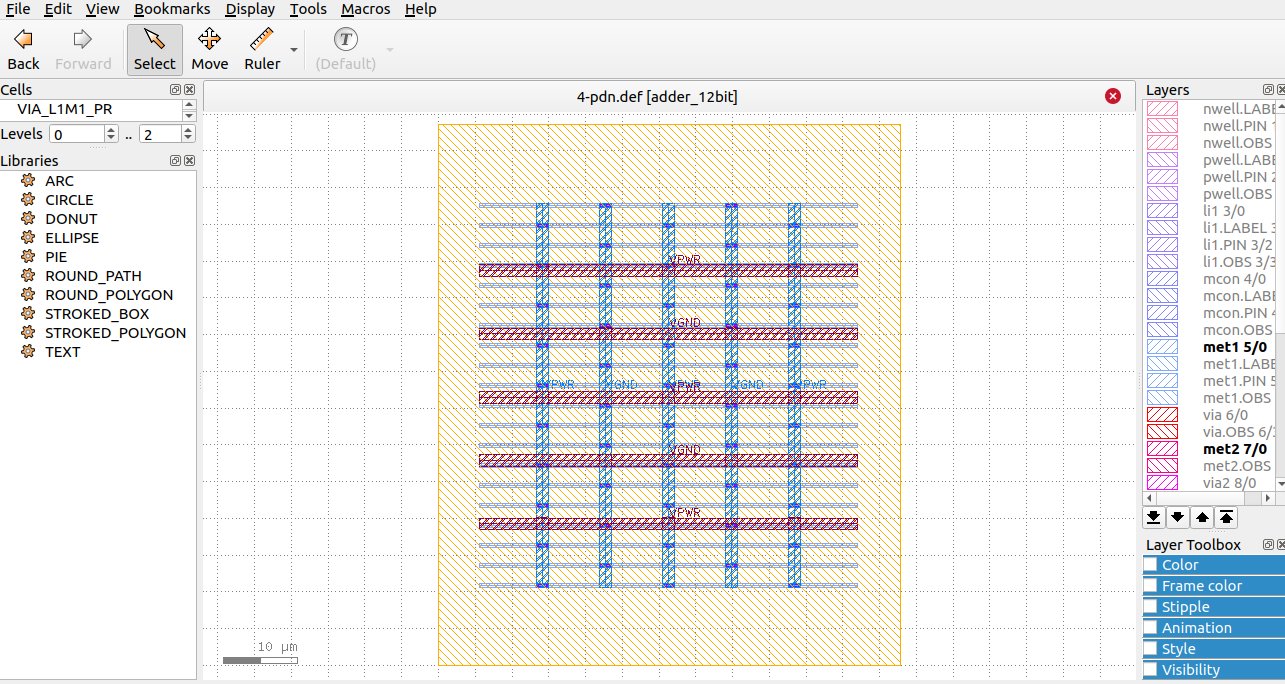 File Edit View Bookmarks Display Tools Macros Help
Back Forward Select Move Ruler T (Default)
Cells
VIA_L1M1_PR
Levels 0 .. 2
Libraries
ARC
CIRCLE
DONUT
ELLIPSE
PIE
ROUND_PATH
ROUND_POLYGON
STROKED_BOX
STROKED_POLYGON
TEXT
4-pdn.def [adder_12bit]
VPWR
VGND
VPWR VGND VPWR VPWR VGND VPWR
VGND
VPWR
10 µm
Layers
nwell.LABE
nwell.PIN 1
nwell.OBS
pwell.LABE
pwell.PIN 2
pwell.OBS
li1 3/0
li1.LABEL 3
li1.PIN 3/2
li1.OBS 3/3
mcon 4/0
mcon.LABE
mcon.PIN 4
mcon.OBS
met1 5/0
met1.LABE
met1.PIN 5
met1.OBS
via 6/0
via.OBS 6/3
met2 7/0
met2.OBS
via2 8/0
Layer Toolbox
Color
Frame color
Stipple
Animation
Style
Visibility